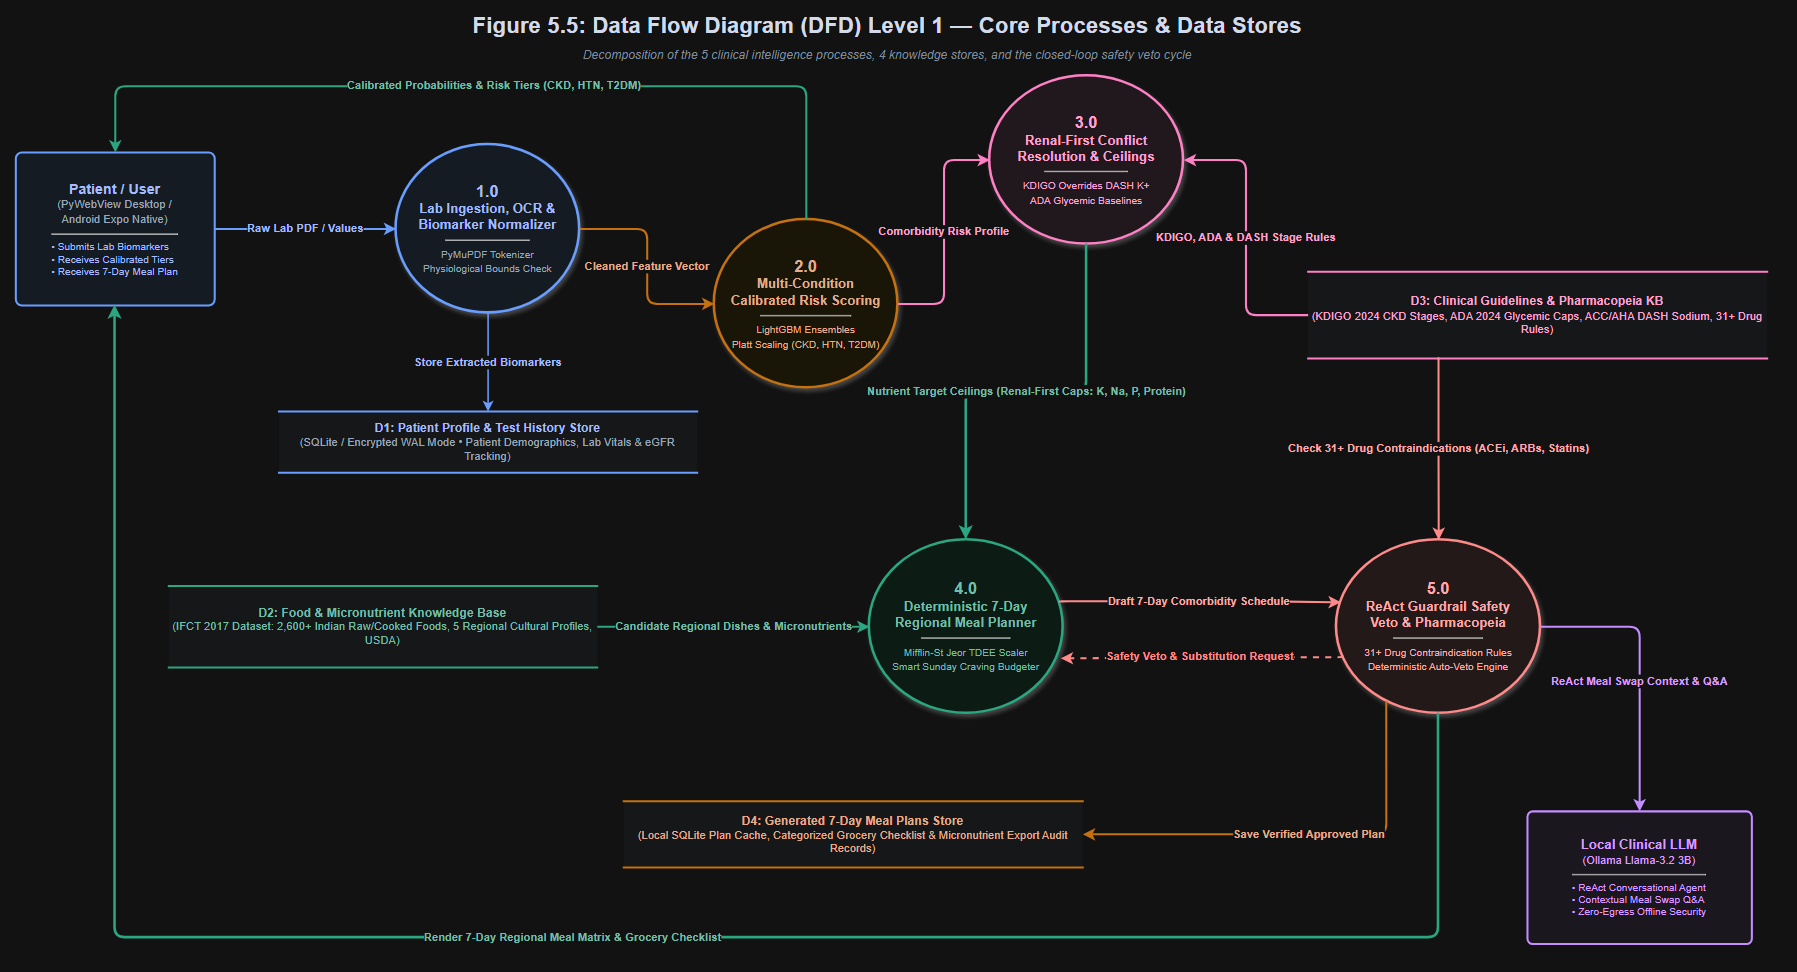 Figure 5.5: Data Flow Diagram (DFD) Level 1 — Core Processes & Data Stores
Decomposition of the 5 clinical intelligence processes, 4 knowledge stores, and the closed-loop safety veto cycle
Calibrated Probabilities & Risk Tiers (CKD, HTN, T2DM)
Patient / User
(PyWebView Desktop /
Android Expo Native)
• Submits Lab Biomarkers
• Receives Calibrated Tiers
• Receives 7-Day Meal Plan
Raw Lab PDF / Values
1.0
Lab Ingestion, OCR &
Biomarker Normalizer
PyMuPDF Tokenizer
Physiological Bounds Check
Cleaned Feature Vector
2.0
Multi-Condition
Calibrated Risk Scoring
LightGBM Ensembles
Platt Scaling (CKD, HTN, T2DM)
Comorbidity Risk Profile
3.0
Renal-First Conflict
Resolution & Ceilings
KDIGO Overrides DASH K+
ADA Glycemic Baselines
KDIGO, ADA & DASH Stage Rules
D3: Clinical Guidelines & Pharmacopeia KB
(KDIGO 2024 CKD Stages, ADA 2024 Glycemic Caps, ACC/AHA DASH Sodium, 31+ Drug
Rules)
Store Extracted Biomarkers
D1: Patient Profile & Test History Store
(SQLite / Encrypted WAL Mode • Patient Demographics, Lab Vitals & eGFR
Tracking)
Nutrient Target Ceilings (Renal-First Caps: K, Na, P, Protein)
Check 31+ Drug Contraindications (ACEi, ARBs, Statins)
D2: Food & Micronutrient Knowledge Base
(IFCT 2017 Dataset: 2,600+ Indian Raw/Cooked Foods, 5 Regional Cultural Profiles,
USDA)
Candidate Regional Dishes & Micronutrients
4.0
Deterministic 7-Day
Regional Meal Planner
Mifflin-St Jeor TDEE Scaler
Smart Sunday Craving Budgeter
Draft 7-Day Comorbidity Schedule
Safety Veto & Substitution Request
5.0
ReAct Guardrail Safety
Veto & Pharmacopeia
31+ Drug Contraindication Rules
Deterministic Auto-Veto Engine
ReAct Meal Swap Context & Q&A
D4: Generated 7-Day Meal Plans Store
(Local SQLite Plan Cache, Categorized Grocery Checklist & Micronutrient Export Audit
Records)
Save Verified Approved Plan
Local Clinical LLM
(Ollama Llama-3.2 3B)
• ReAct Conversational Agent
• Contextual Meal Swap Q&A
• Zero-Egress Offline Security
Render 7-Day Regional Meal Matrix & Grocery Checklist